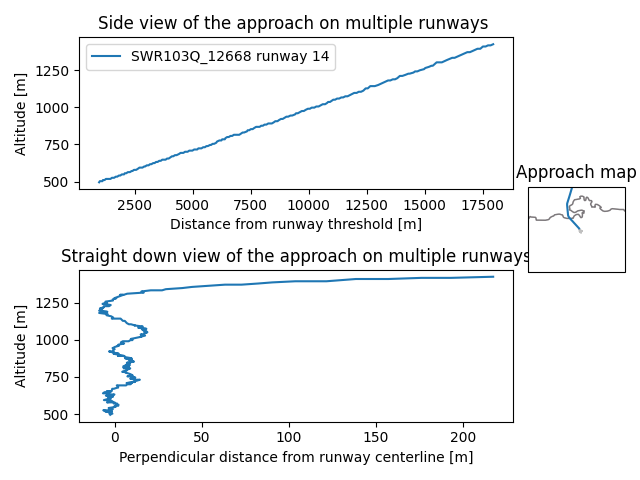 Side view of the approach on multiple runways
SWR103Q_12668 runway 14
Altitude [m]
1250
1000
750
500
2500
5000
7500
10000
12500
15000
17500
Distance from runway threshold [m]
Approach map
Straight down view of the approach on multiple runways
Altitude [m]
1250
1000
750
500
0
50
100
150
200
Perpendicular distance from runway centerline [m]